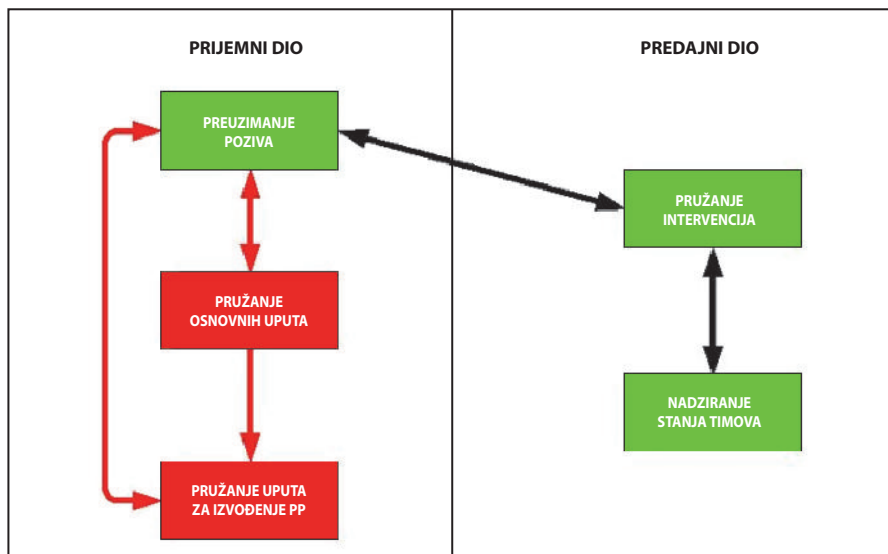 PRIJEMNI DIO
PREUZIMANJE
POZIVA
PRUŽANJE
OSNOVNIH UPUTA
PRUŽANJE UPUTA
ZA IZVOĐENJE PP
PREDAJNI DIO
PRUŽANJE
INTERVENCIJA
NADZIRANJE
STANJA TIMOVA